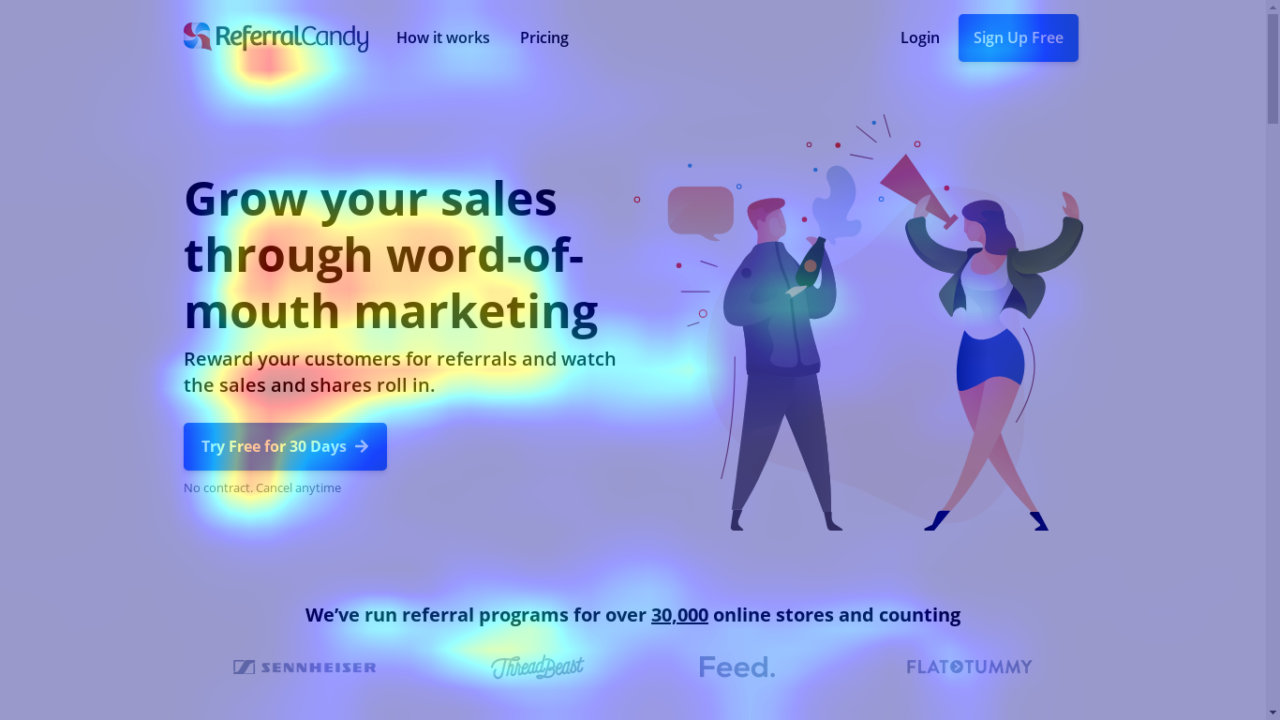 ReferralCandy How it works Pricing Login Sign Up Free
Grow your sales
through word-of-
mouth marketing
Reward your customers for referrals and watch
the sales and shares roll in.
Try Free for 30 Days →
No contract. Cancel anytime
We’ve run referral programs for over 30,000 online stores and counting
SENNHEISER ThreadBeast Feed. FLATTUMMY